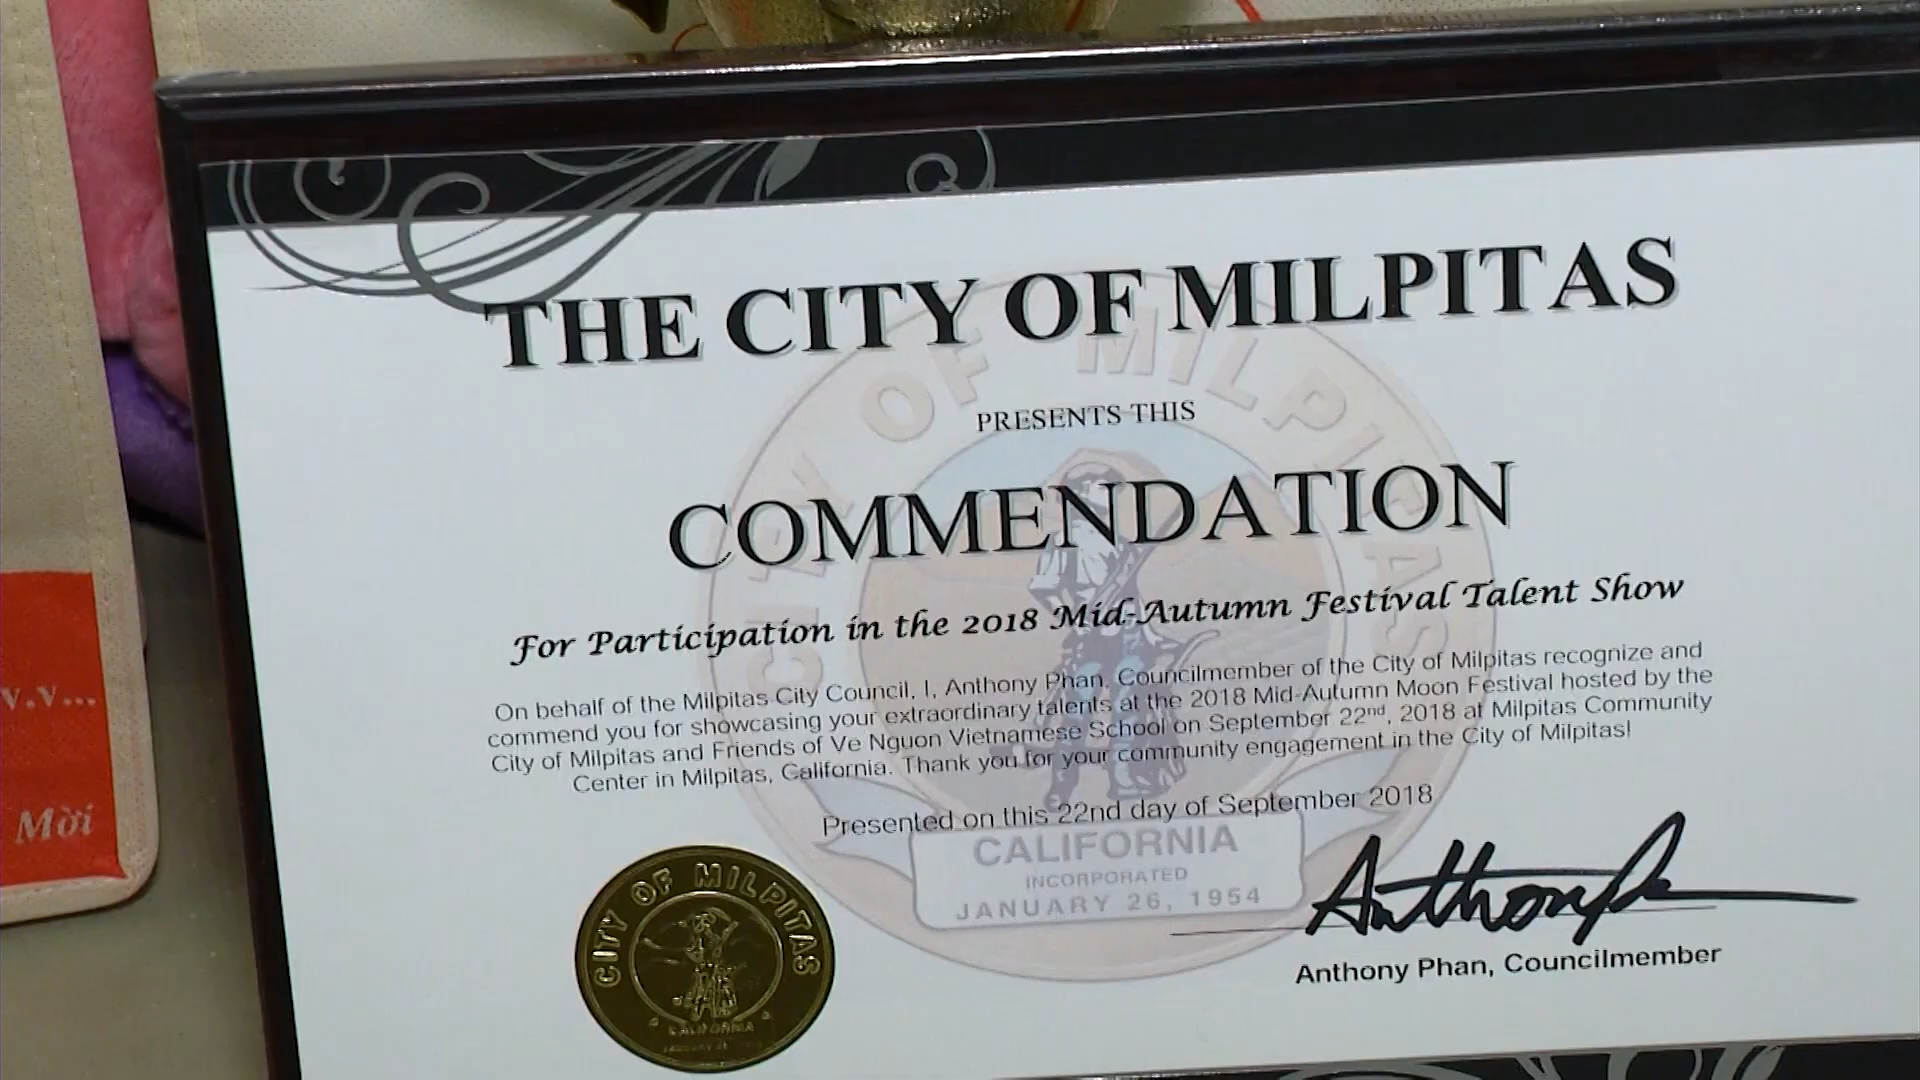 THE CITY OF MILPITAS
PRESENTS THIS
COMMENDATION
For Participation in the 2018 Mid-Autumn Festival Talent Show
On behalf of the Milpitas City Council, I, Anthony Phan, Councilmember of the City of Milpitas recognize and
commend you for showcasing your extraordinary talents at the 2018 Mid-Autumn Moon Festival hosted by the
City of Milpitas and Friends of Ve Nguon Vietnamese School on September 22nd, 2018 at Milpitas Community
Center in Milpitas, California. Thank you for your community engagement in the City of Milpitas!
Presented on this 22nd day of September 2018
CITY OF MILPITAS
CALIFORNIA
INCORPORATED
JANUARY 26, 1954
Anthony Phan, Councilmember
CITY OF MILPITAS
CALIFORNIA
v.v...
Mời